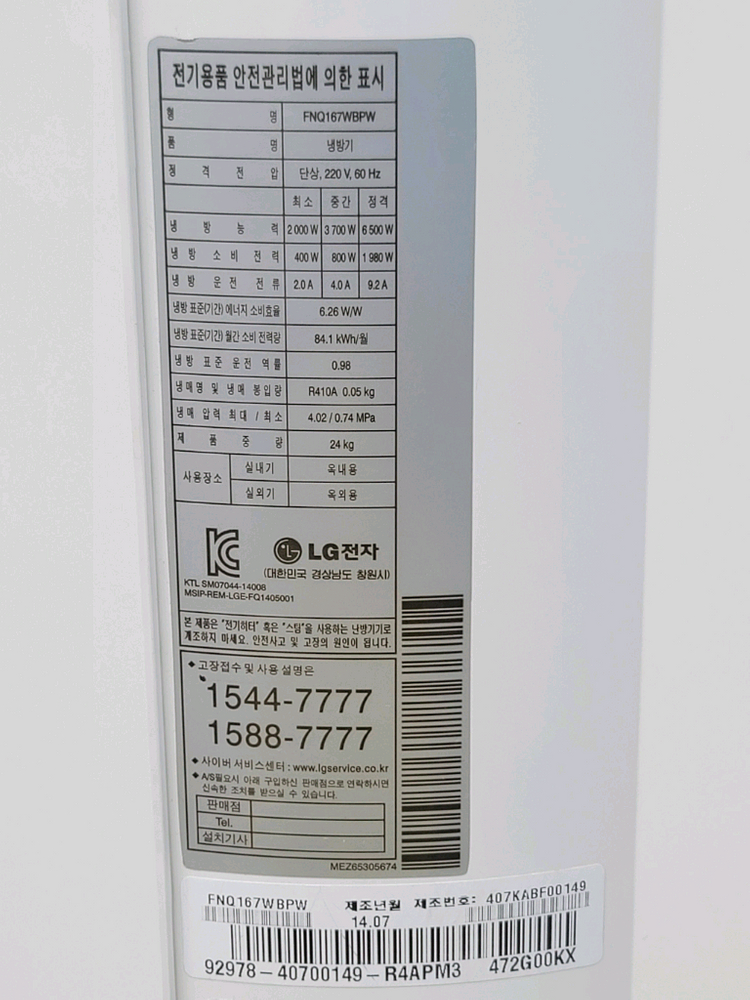 전기용품 안전관리법에 의한 표시
형 명 FNQ167WBPW
품 명 냉방기
정 격 전 압 단상, 220 V, 60 Hz
최소 중간 정격
냉 방 능 력 2 000 W 3 700 W 6 500 W
냉 방 소 비 전 력 400 W 800 W 1 980 W
냉 방 운 전 전 류 2.0 A 4.0 A 9.2 A
냉방 표준(기간) 에너지 소비효율 6.26 W/W
냉방 표준(기간) 월간 소비 전력량 84.1 kWh/월
냉 방 표 준 운 전 역 률 0.98
냉매명 및 냉매 봉입량 R410A 0.05 kg
냉매 압력 최대 / 최소 4.02 / 0.74 MPa
제 품 중 량 24 kg
사용장소 실내기 옥내용
실외기 옥외용
LG전자
(대한민국 경상남도 창원시)
KTL SM07044-14008
MSIP-REM-LGE-FQ1405001
본 제품은 "전기히터" 혹은 "스팀"을 사용하는 난방기기로
개조하지 마세요. 안전사고 및 고장의 원인이 됩니다.
◆ 고장접수 및 사용 설명은
1544-7777
1588-7777
◆ 사이버 서비스센터 : www.lgservice.co.kr
◆ A/S필요시 아래 구입하신 판매점으로 연락하시면
신속한 조치를 받으실 수 있습니다.
판매점
Tel.
설치기사
MEZ65305674
FNQ167WBPW 제조년월 제조번호: 407KABF00149
14.07
92978-40700149-R4APM3 472G00KX